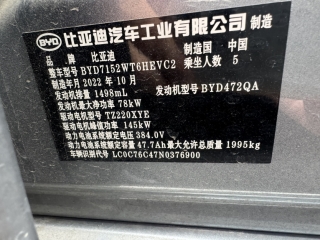 BYD 比亚迪汽车工业有限公司 制造
品牌 比亚迪 制造国 中国
整车型号 BYD7152WT6HEVC2 乘坐人数 5
制造年月 2022 年 10 月
发动机排量 1498mL 发动机型号 BYD472QA
发动机最大净功率 78kW
驱动电机型号 TZ220XYE
驱动电机峰值功率 145kW
动力电池系统额定电压 384.0V
动力电池系统额定容量 47.7Ah 最大允许总质量 1995kg
车辆识别代号 LC0C76C47N0376900